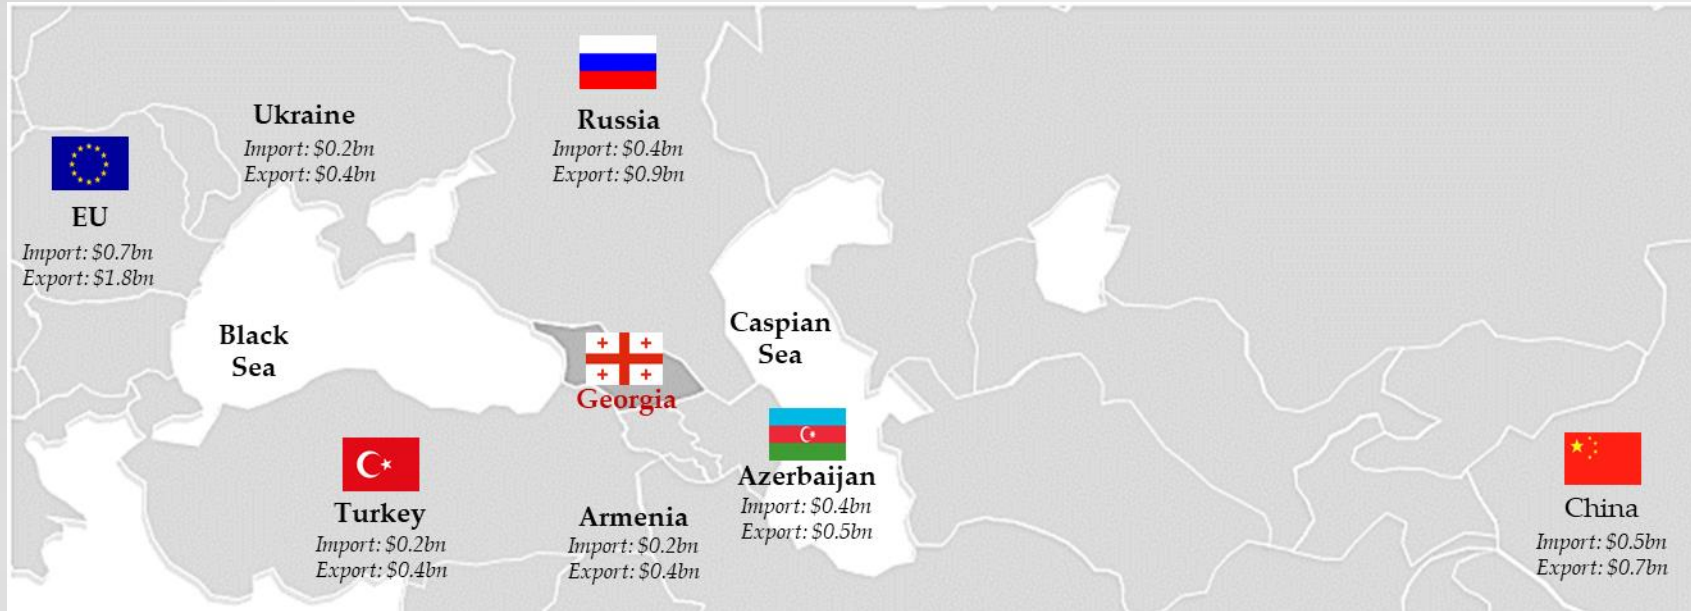 Ukraine
Import: $0.2bn
Export: $0.4bn
Russia
Import: $0.4bn
Export: $0.9bn
EU
Import: $0.7bn
Export: $1.8bn
Black
Sea
Caspian
Sea
Georgia
Turkey
Import: $0.2bn
Export: $0.4bn
Armenia
Import: $0.2bn
Export: $0.4bn
Azerbaijan
Import: $0.4bn
Export: $0.5bn
China
Import: $0.5bn
Export: $0.7bn